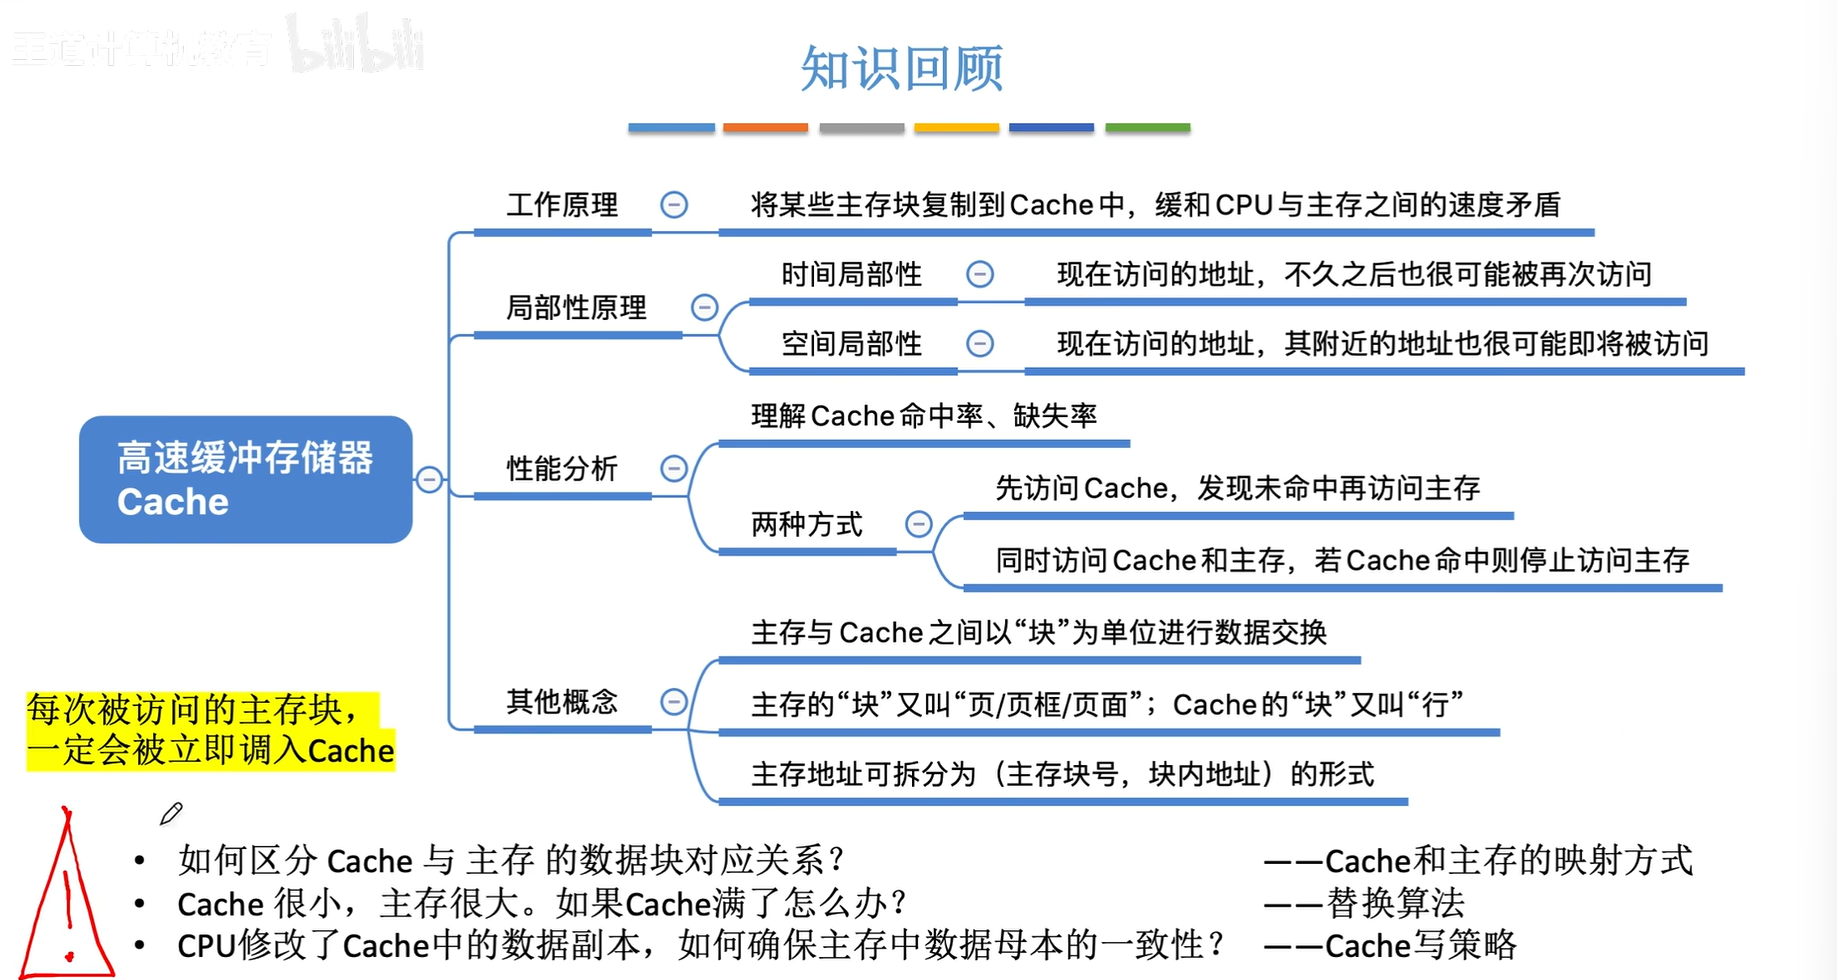 王道计算机教育 bilibili
知识回顾
工作原理
将某些主存块复制到Cache中，缓和CPU与主存之间的速度矛盾
局部性原理
时间局部性
现在访问的地址，不久之后也很可能被再次访问
空间局部性
现在访问的地址，其附近的地址也很可能即将被访问
高速缓冲存储器
Cache
性能分析
理解Cache命中率、缺失率
两种方式
先访问Cache，发现未命中再访问主存
同时访问Cache和主存，若Cache命中则停止访问主存
其他概念
主存与Cache之间以“块”为单位进行数据交换
主存的“块”又叫“页/页框/页面”；Cache的“块”又叫“行”
主存地址可拆分为（主存块号，块内地址）的形式
每次被访问的主存块，
一定会被立即调入Cache
• 如何区分 Cache 与 主存 的数据块对应关系？ ——Cache和主存的映射方式
• Cache 很小，主存很大。如果Cache满了怎么办？ ——替换算法
• CPU修改了Cache中的数据副本，如何确保主存中数据母本的一致性？ ——Cache写策略